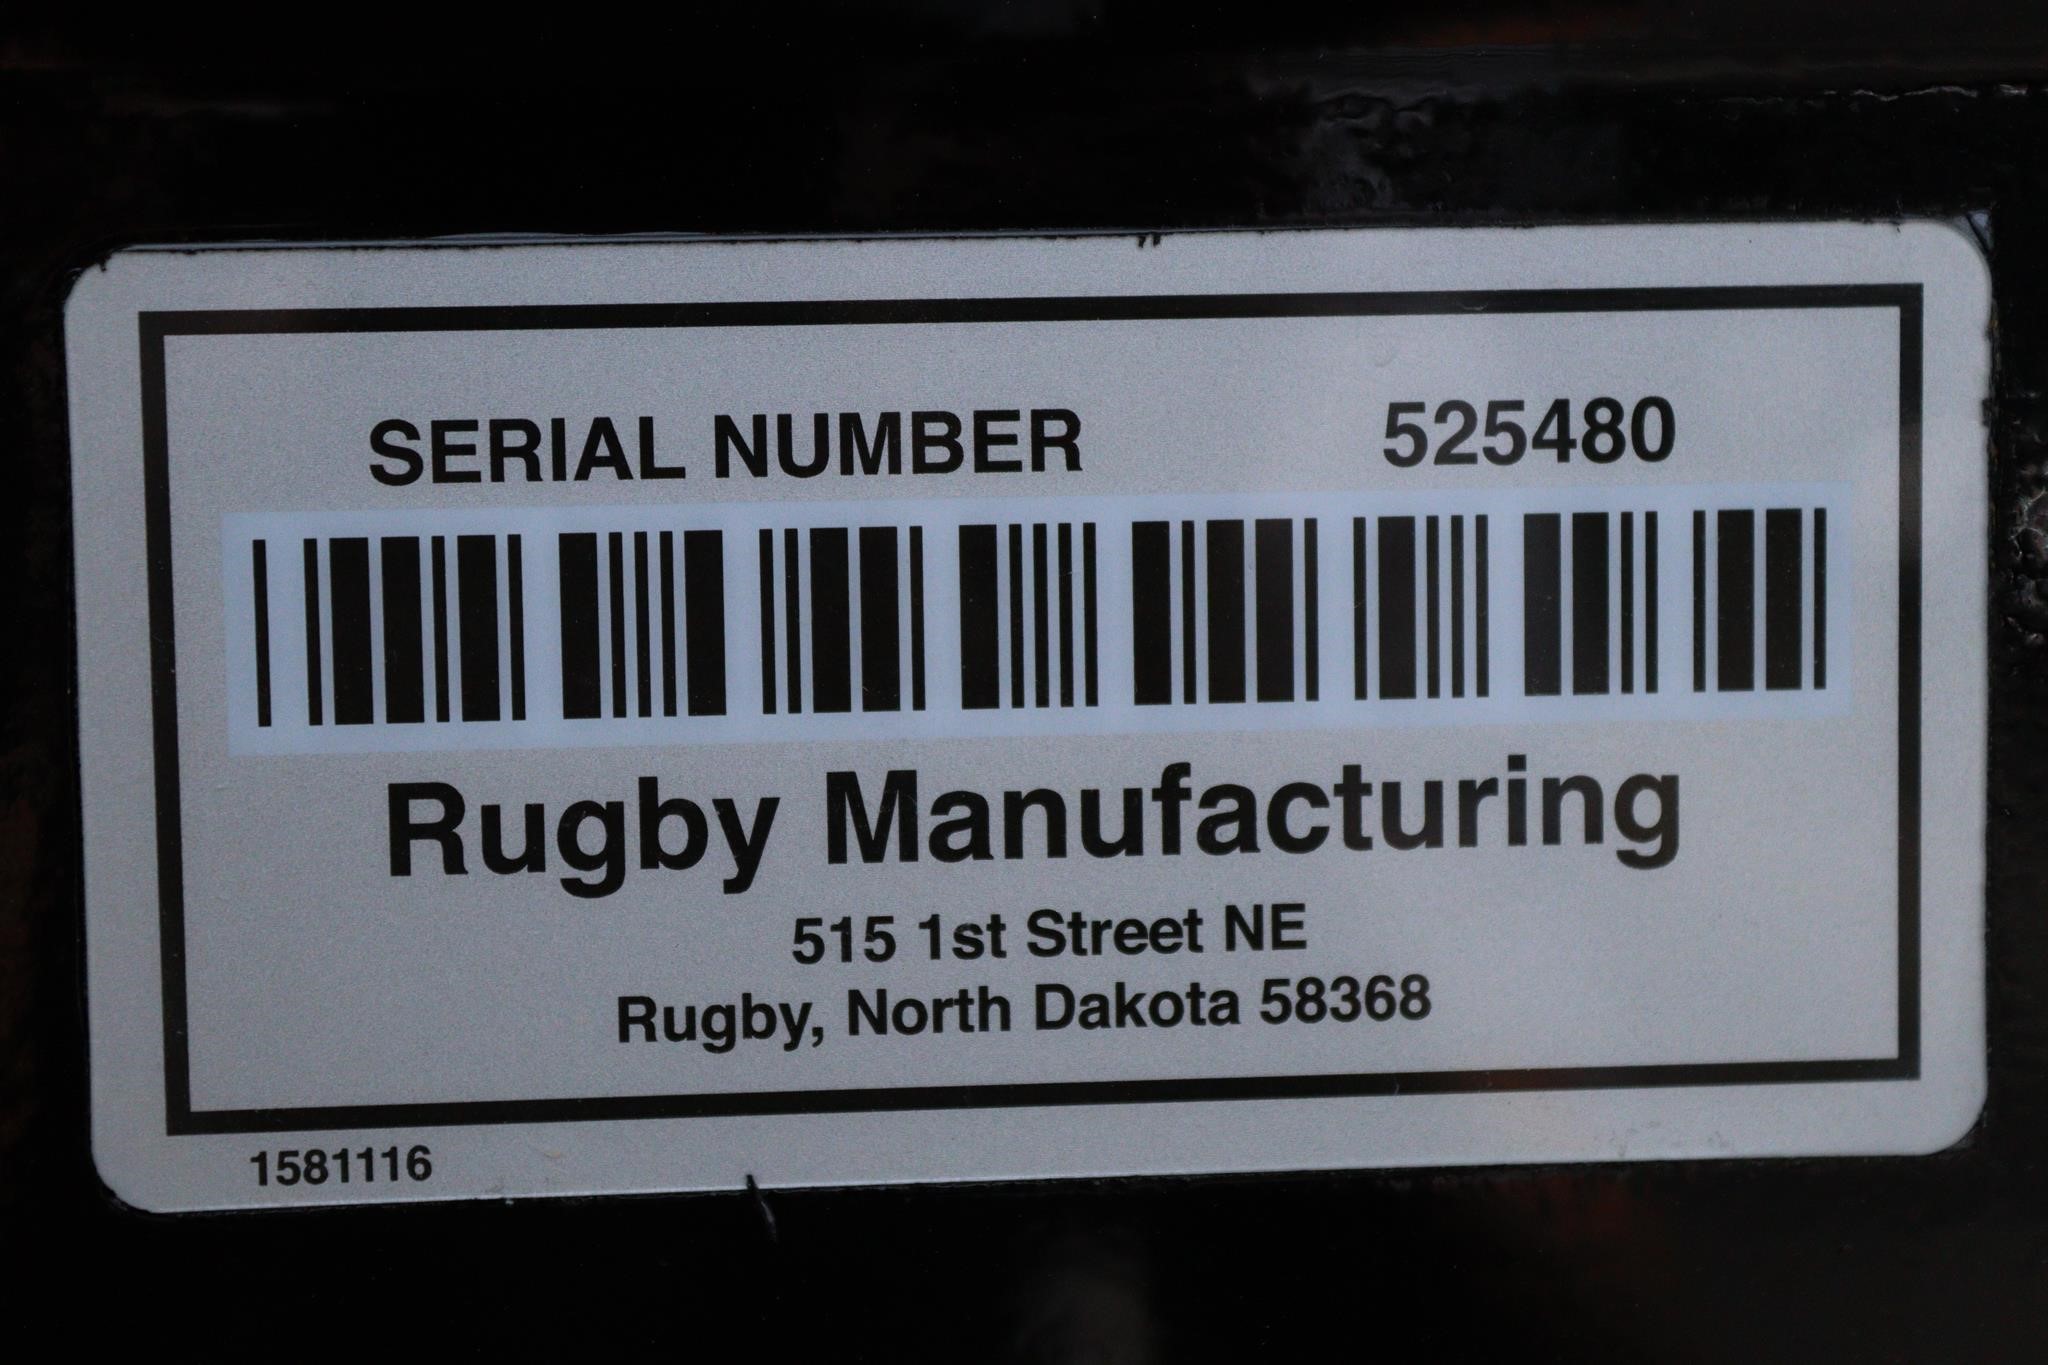 SERIAL NUMBER 525480
Rugby Manufacturing
515 1st Street NE
Rugby, North Dakota 58368
1581116